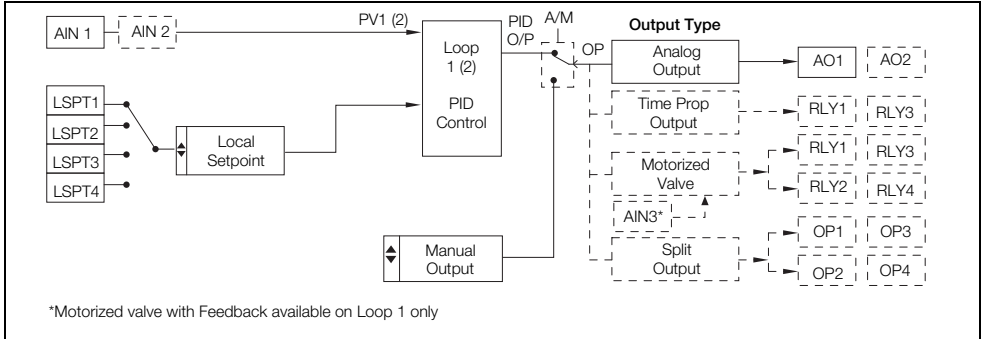 AIN 1
AIN 2
PV1 (2)
Loop
1 (2)
PID
Control
PID
O/P
A/M
OP
Output Type
Analog
Output
AO1
AO2
Time Prop
Output
RLY1
RLY3
Motorized
Valve
RLY1
RLY3
RLY2
RLY4
AIN3*
Split
Output
OP1
OP3
OP2
OP4
LSPT1
LSPT2
LSPT3
LSPT4
Local
Setpoint
Manual
Output
*Motorized valve with Feedback available on Loop 1 only